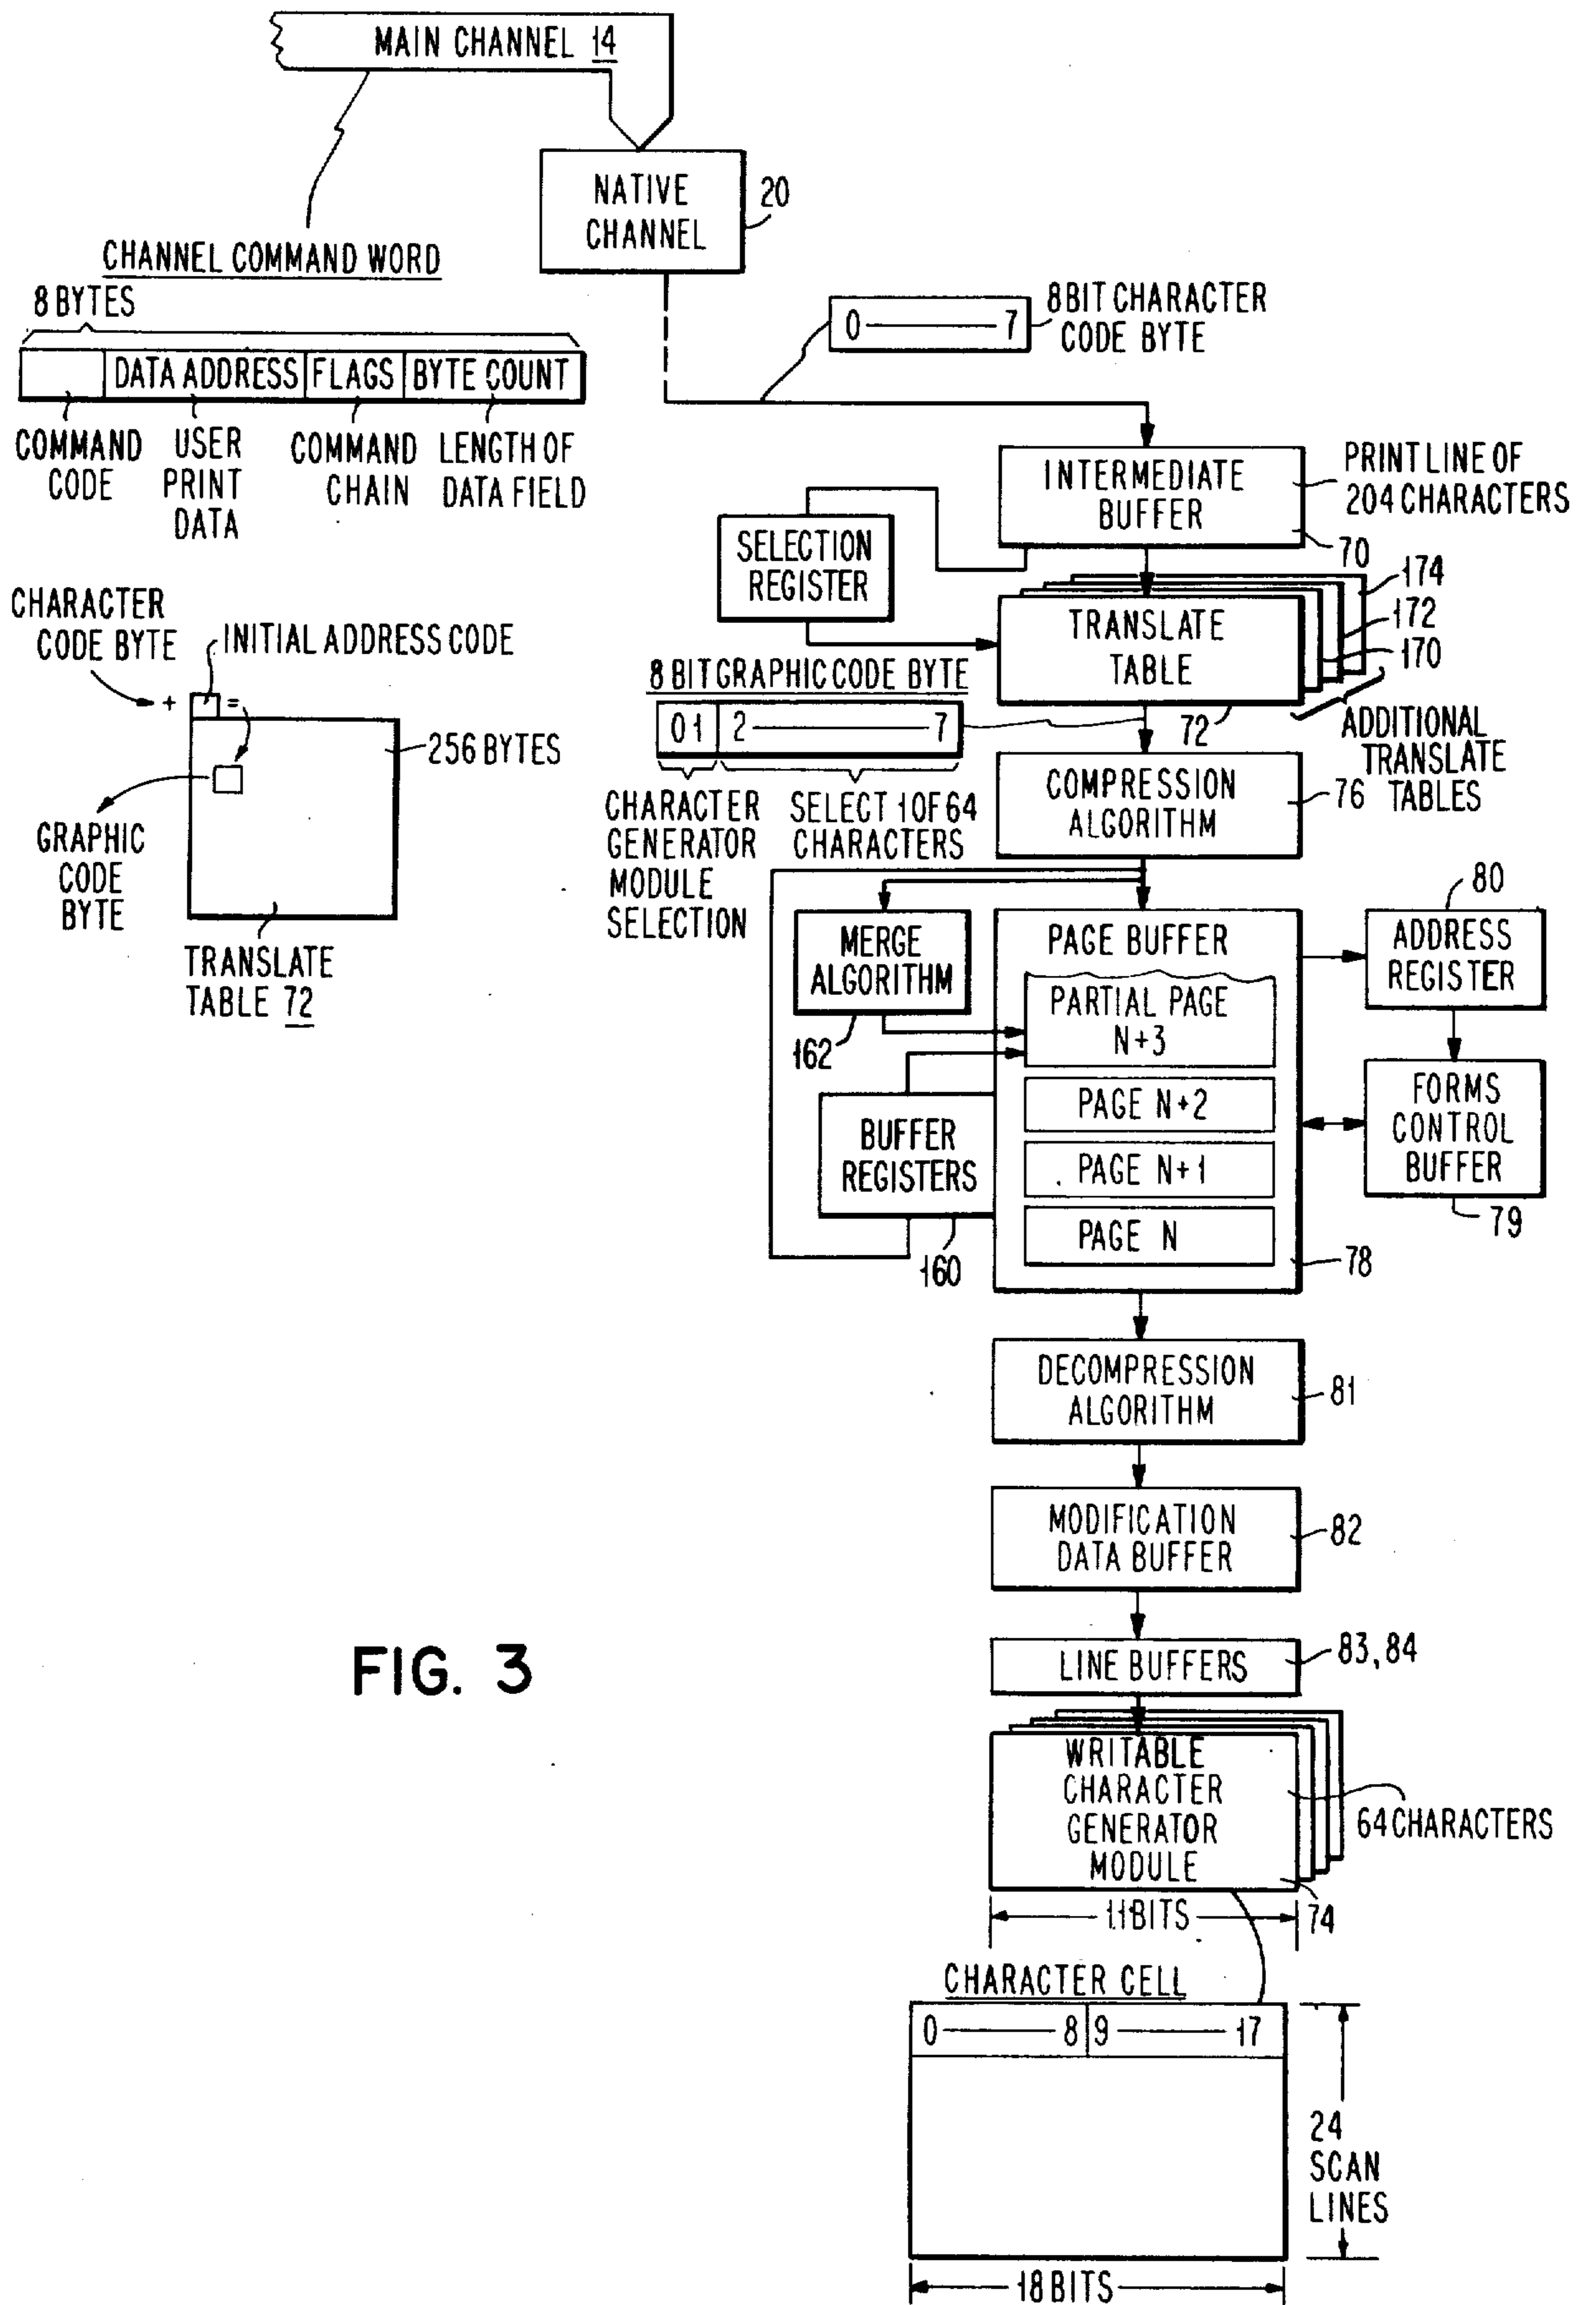 MAIN CHANNEL 14
NATIVE
CHANNEL
20
CHANNEL COMMAND WORD
8 BYTES
DATA ADDRESS FLAGS BYTE COUNT
COMMAND
CODE
USER
PRINT
DATA
COMMAND
CHAIN
LENGTH OF
DATA FIELD
0 7
8 BIT CHARACTER
CODE BYTE
INTERMEDIATE
BUFFER
PRINT LINE OF
204 CHARACTERS
70
SELECTION
REGISTER
174
172
170
TRANSLATE
TABLE
72
ADDITIONAL
TRANSLATE
TABLES
CHARACTER
CODE BYTE
INITIAL ADDRESS CODE
+ =
256 BYTES
GRAPHIC
CODE
BYTE
TRANSLATE
TABLE 72
8 BIT GRAPHIC CODE BYTE
0 1 2 7
CHARACTER
GENERATOR
MODULE
SELECTION
SELECT 1 OF 64
CHARACTERS
COMPRESSION
ALGORITHM
76
MERGE
ALGORITHM
162
PAGE BUFFER
PARTIAL PAGE
N+3
PAGE N+2
PAGE N+1
PAGE N
78
80
ADDRESS
REGISTER
FORMS
CONTROL
BUFFER
79
BUFFER
REGISTERS
160
DECOMPRESSION
ALGORITHM
81
MODIFICATION
DATA BUFFER
82
LINE BUFFERS
83, 84
FIG. 3
WRITABLE
CHARACTER
GENERATOR
MODULE
64 CHARACTERS
74
11 BITS
CHARACTER CELL
0 8 9 17
24
SCAN
LINES
18 BITS